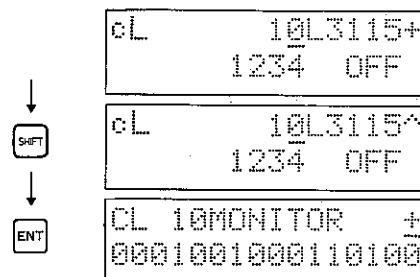 cL 10L3115+
1234 OFF
SHIFT
cL 10L3115^
1234 OFF
ENT
CL 10MONITOR +
0001001000110100